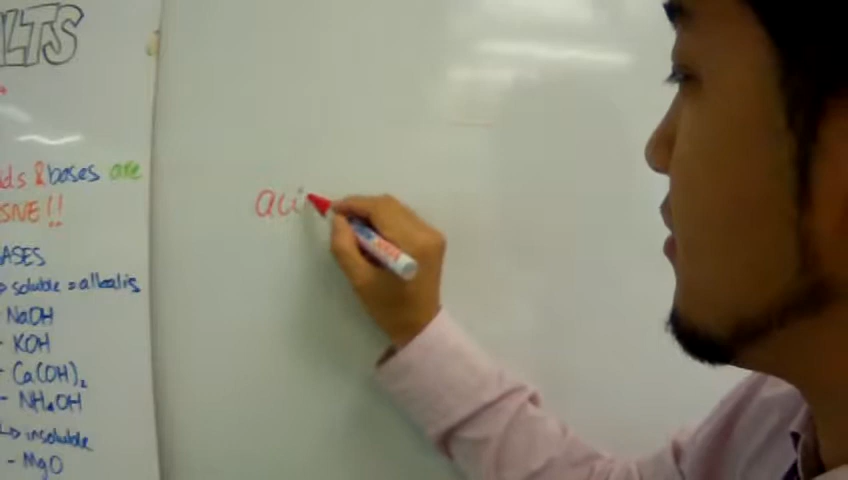 LTS
ds & bases are
SIVE!!
ASES
soluble = alkalis
- NaOH
- KOH
- Ca(OH)₂
- NH₄OH
insoluble
- MgO
aci